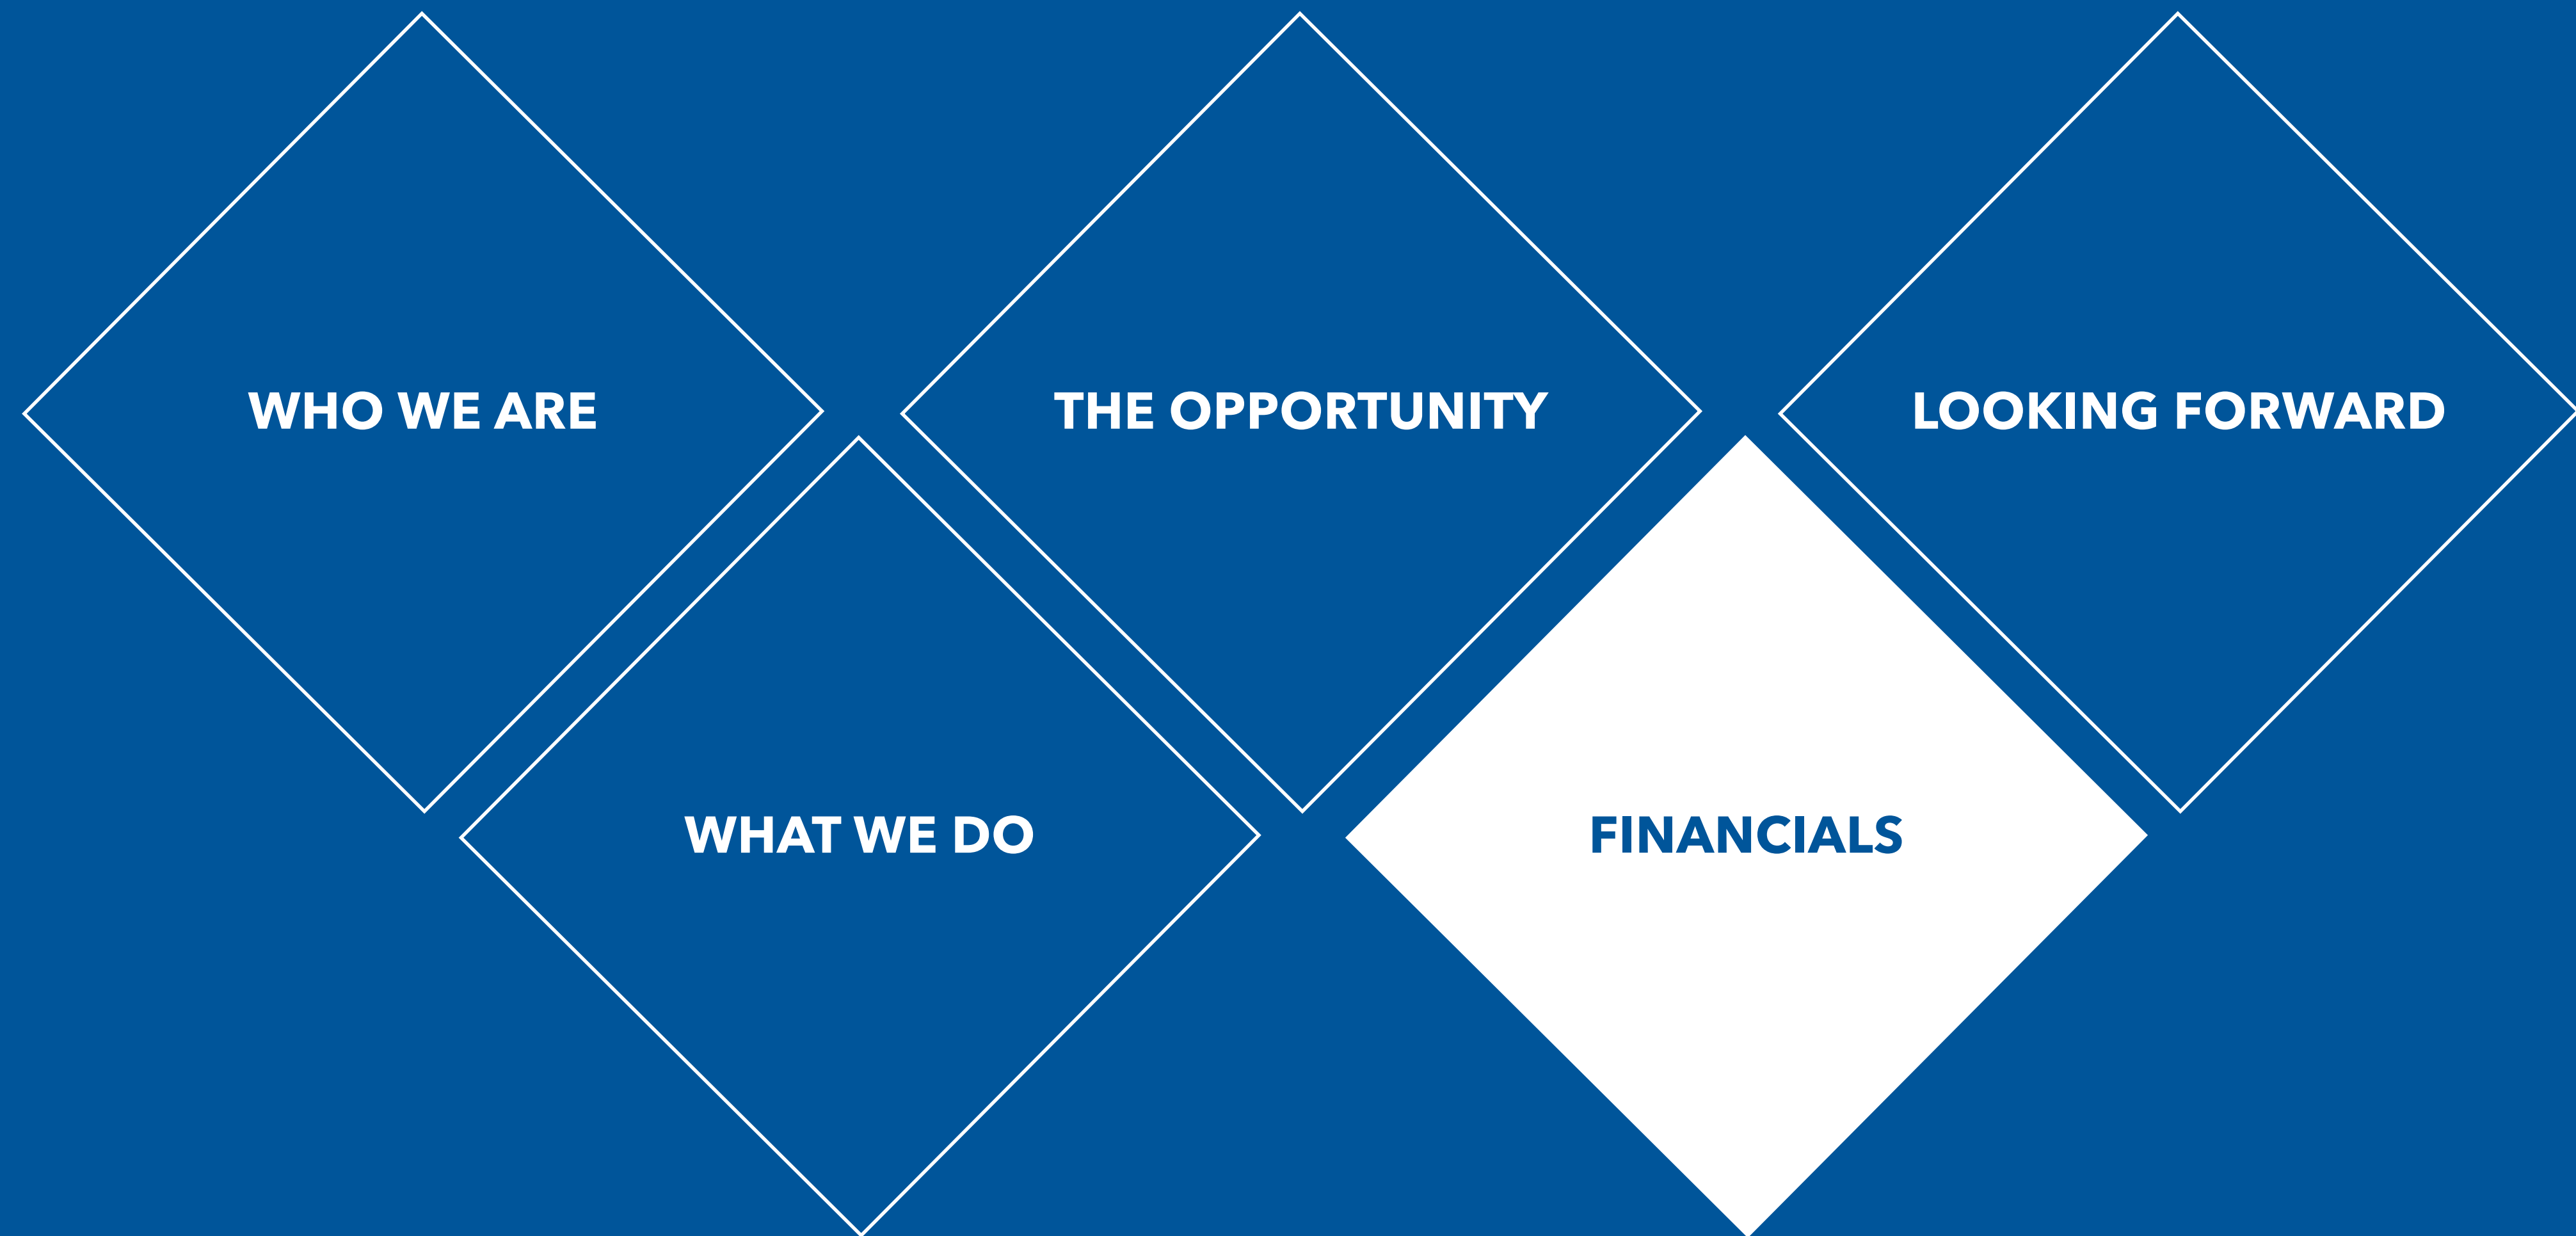 WHO WE ARE
THE OPPORTUNITY
LOOKING FORWARD
WHAT WE DO
FINANCIALS